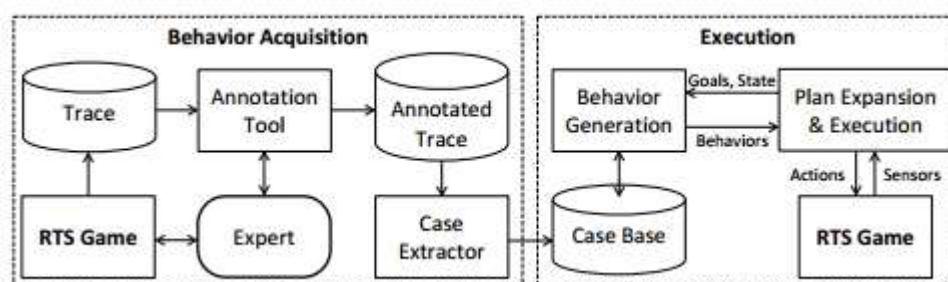 Behavior Acquisition
Trace
Annotation
Tool
Annotated
Trace
RTS Game
Expert
Case
Extractor
Execution
Behavior
Generation
Goals, State
Behaviors
Plan Expansion
& Execution
Actions
Sensors
Case Base
RTS Game